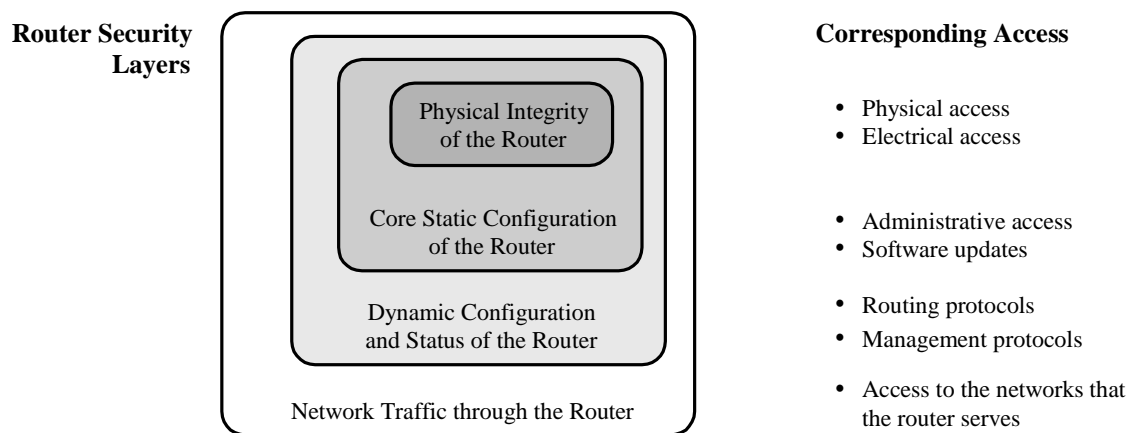 Router Security
Layers
Physical Integrity
of the Router
Core Static Configuration
of the Router
Dynamic Configuration
and Status of the Router
Network Traffic through the Router
Corresponding Access
• Physical access
• Electrical access
• Administrative access
• Software updates
• Routing protocols
• Management protocols
• Access to the networks that
the router serves